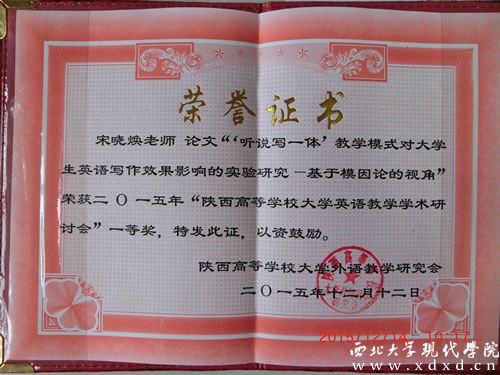 荣誉证书
宋晓焕老师 论文“‘听说写一体’教学模式对大学
生英语写作效果影响的实验研究—基于模因论的视角”
荣获二〇一五年“陕西高等学校大学英语教学学术研
讨会”一等奖，特发此证，以资鼓励。
陕西高等学校大学外语教学研究会
二〇一五年十二月十二日
西北大学现代学院
www.xdxd.cn